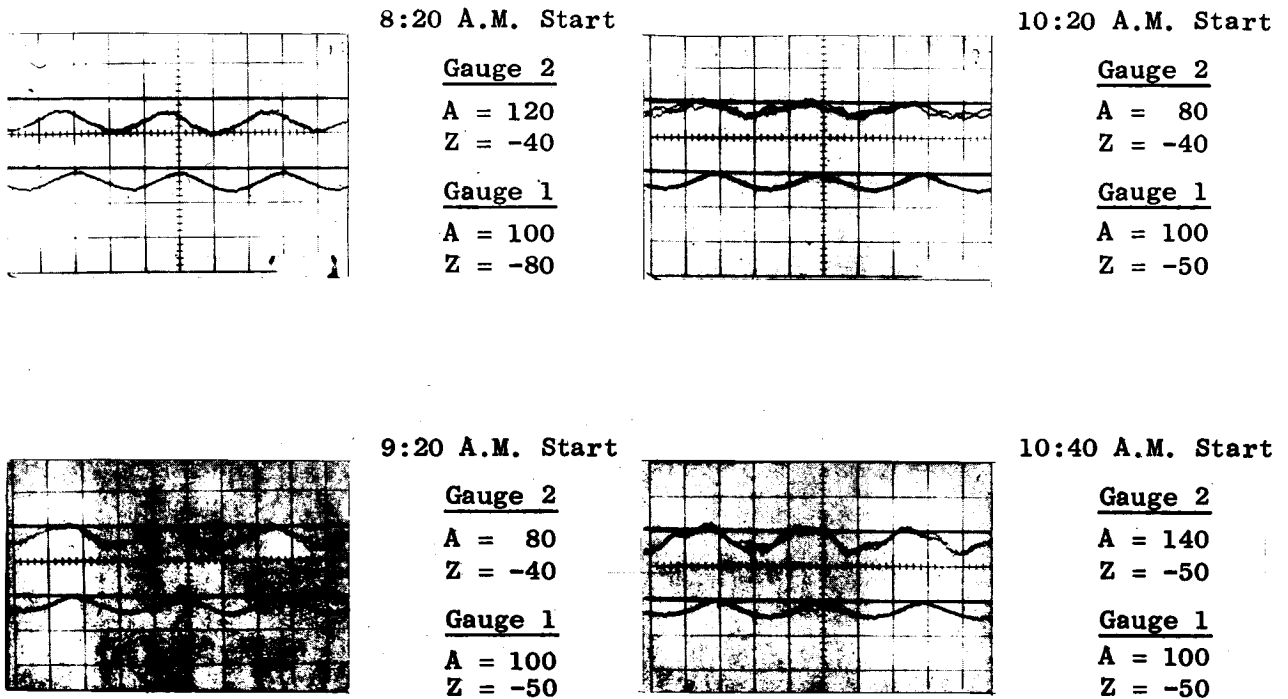 8:20 A.M. Start
Gauge 2
A = 120
Z = -40
Gauge 1
A = 100
Z = -80
10:20 A.M. Start
Gauge 2
A = 80
Z = -40
Gauge 1
A = 100
Z = -50
9:20 A.M. Start
Gauge 2
A = 80
Z = -40
Gauge 1
A = 100
Z = -50
10:40 A.M. Start
Gauge 2
A = 140
Z = -50
Gauge 1
A = 100
Z = -50